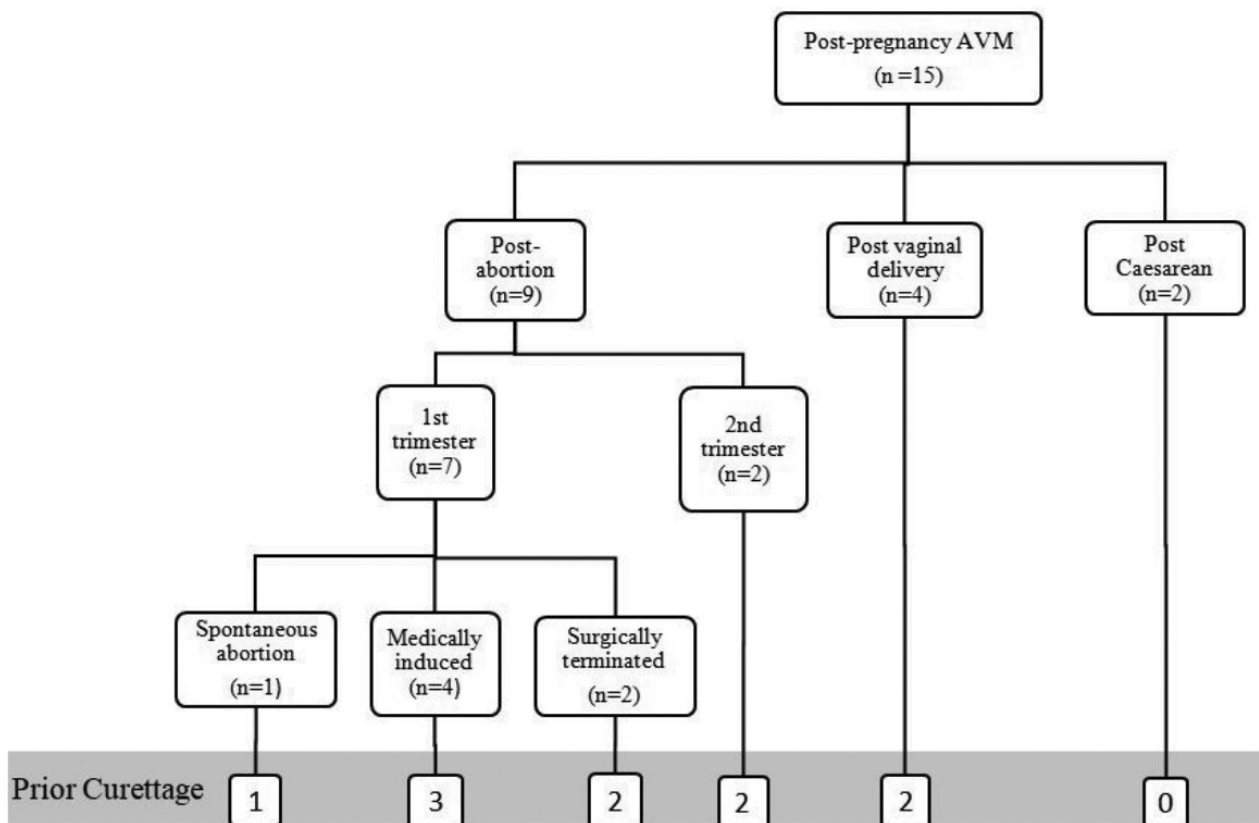 Post-pregnancy AVM
(n =15)
Post-
abortion
(n=9)
Post vaginal
delivery
(n=4)
Post
Caesarean
(n=2)
1st
trimester
(n=7)
2nd
trimester
(n=2)
Spontaneous
abortion
(n=1)
Medically
induced
(n=4)
Surgically
terminated
(n=2)
Prior Curettage
1
3
2
2
2
0